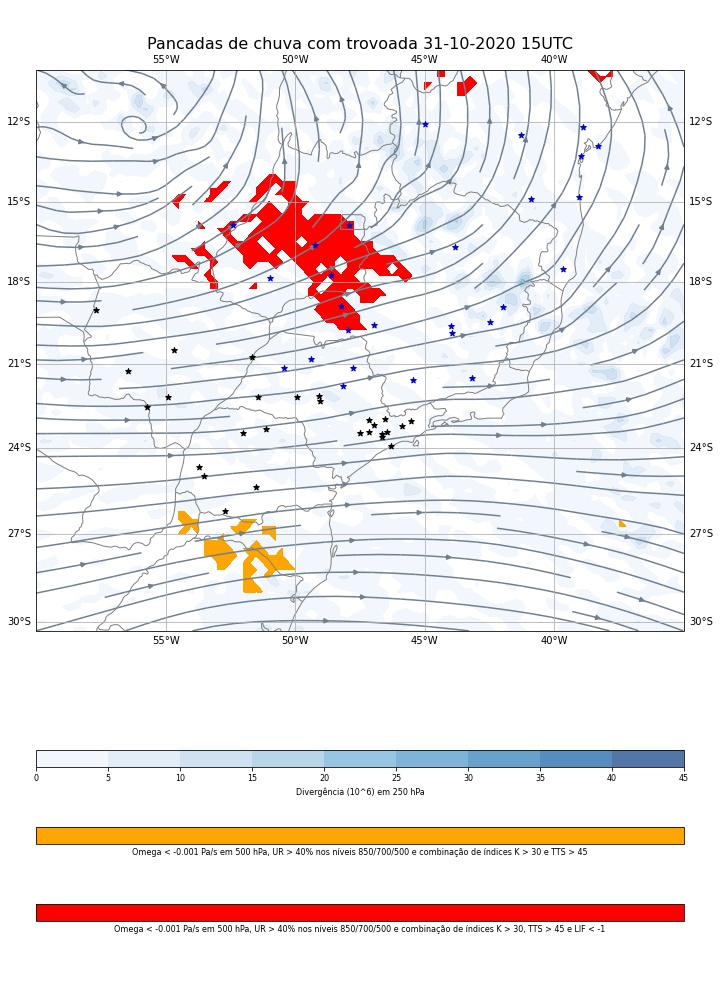 Pancadas de chuva com trovoada 31-10-2020 15UTC
55°W 50°W 45°W 40°W
12°S 12°S
15°S 15°S
18°S 18°S
21°S 21°S
24°S 24°S
27°S 27°S
30°S 30°S
55°W 50°W 45°W 40°W
0 5 10 15 20 25 30 35 40 45
Divergência (10^6) em 250 hPa
Omega < -0.001 Pa/s em 500 hPa, UR > 40% nos níveis 850/700/500 e combinação de índices K > 30 e TTS > 45
Omega < -0.001 Pa/s em 500 hPa, UR > 40% nos níveis 850/700/500 e combinação de índices K > 30, TTS > 45 e LIF < -1